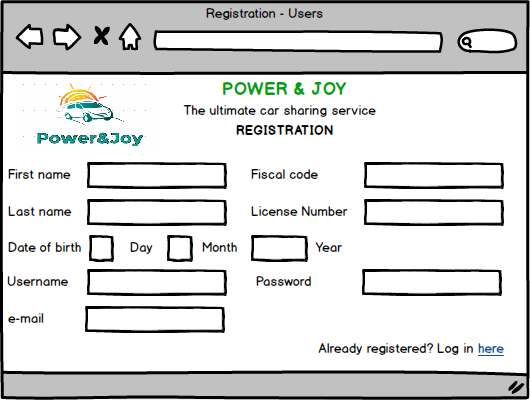 Registration - Users
POWER & JOY
The ultimate car sharing service
REGISTRATION
Power&Joy
First name Fiscal code
Last name License Number
Date of birth Day Month Year
Username Password
e-mail
Already registered? Log in here